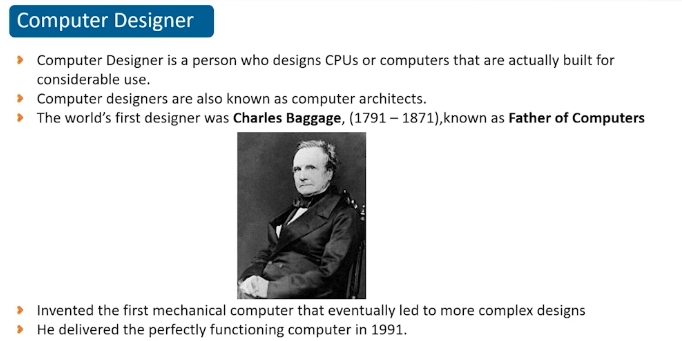 Computer Designer
Computer Designer is a person who designs CPUs or computers that are actually built for
considerable use.
Computer designers are also known as computer architects.
The world's first designer was Charles Baggage, (1791 – 1871),known as Father of Computers
Invented the first mechanical computer that eventually led to more complex designs
He delivered the perfectly functioning computer in 1991.